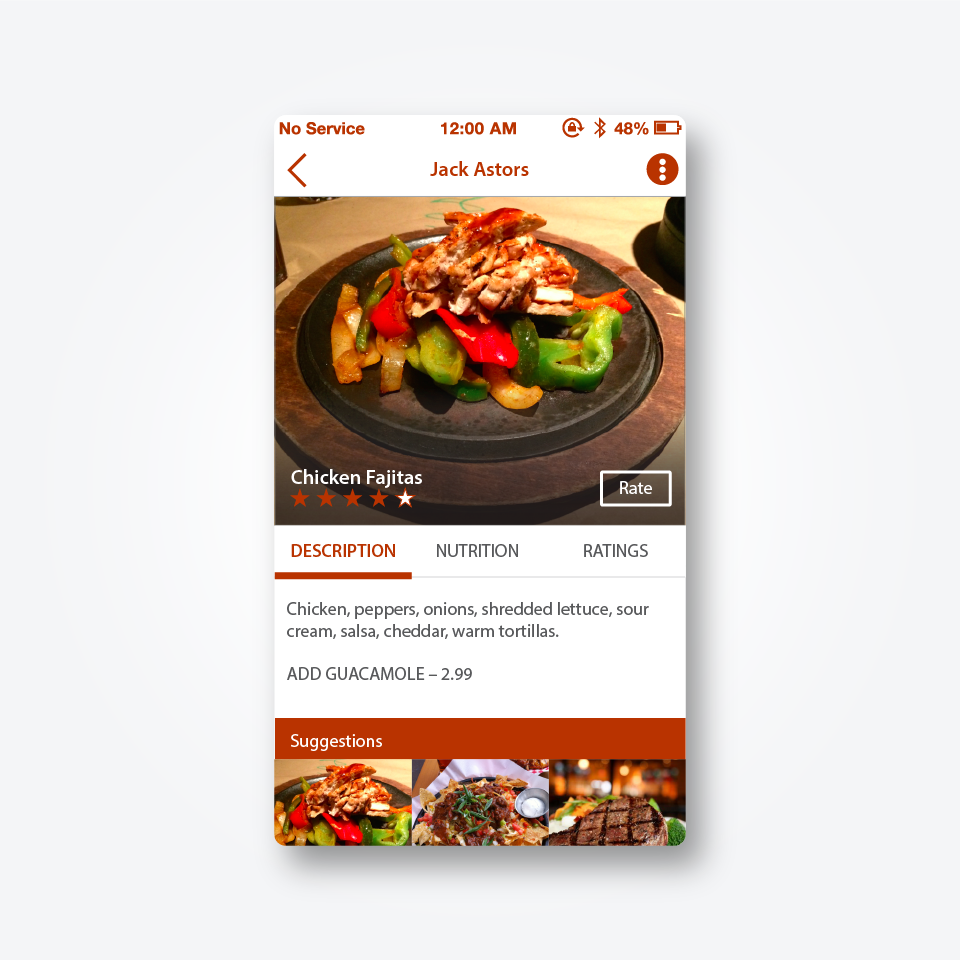 No Service 12:00 AM 48%
Jack Astors
Chicken Fajitas
Rate
DESCRIPTION NUTRITION RATINGS
Chicken, peppers, onions, shredded lettuce, sour
cream, salsa, cheddar, warm tortillas.
ADD GUACAMOLE – 2.99
Suggestions